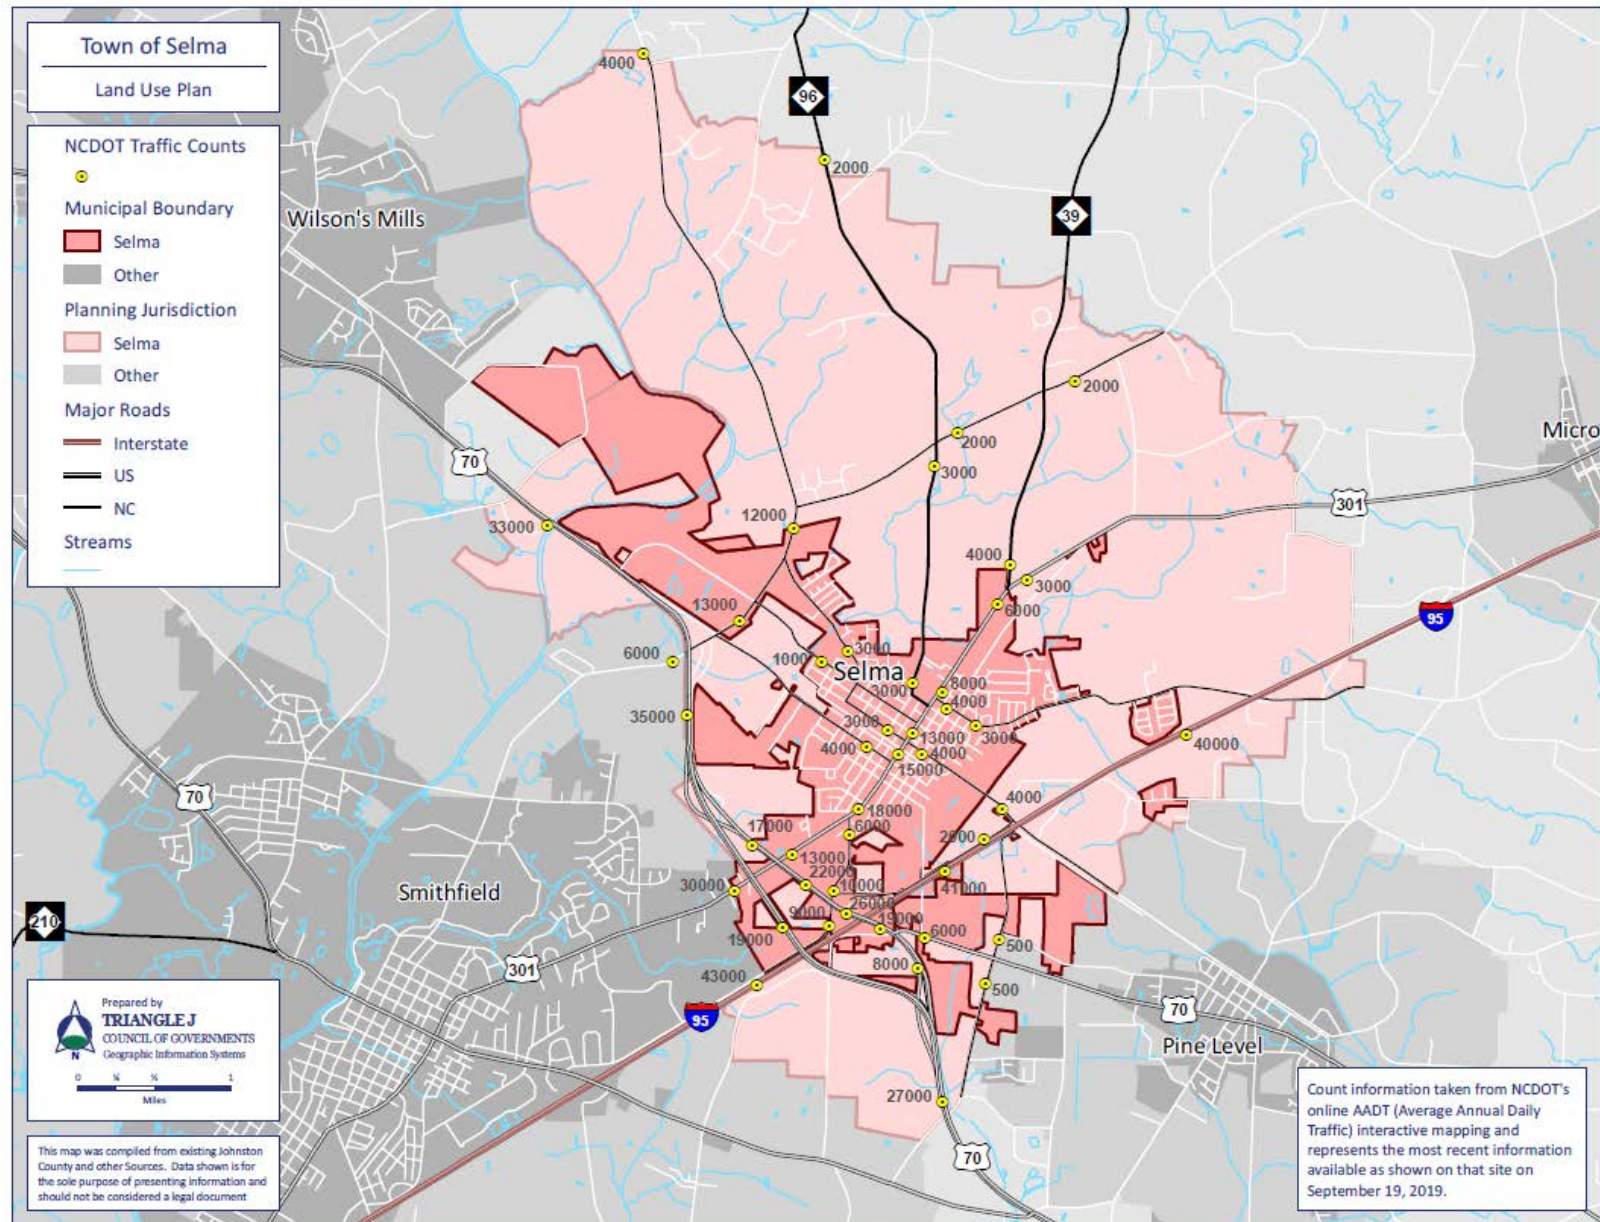 Town of Selma
Land Use Plan
NCDOT Traffic Counts
Municipal Boundary
Selma
Other
Planning Jurisdiction
Selma
Other
Major Roads
Interstate
US
NC
Streams
4000
96
2000
39
Wilson's Mills
2000
Micro
2000
70
3000
301
33000
12000
4000
3000
6000
95
13000
6000
1000
3000
Selma
3000
8000
4000
35000
3000
13000
3000
40000
4000
4000
15000
70
4000
18000
17000
6000
2600
13000
22000
41000
Smithfield
30000
10000
26000
210
9000
19000
19000
6000
500
301
8000
43000
500
95
70
Pine Level
27000
70
Prepared by
TRIANGLE J
COUNCIL OF GOVERNMENTS
Geographic Information Systems
N
0 ¼ ½ 1
Miles
This map was compiled from existing Johnston
County and other Sources. Data shown is for
the sole purpose of presenting information and
should not be considered a legal document
Count information taken from NCDOT's
online AADT (Average Annual Daily
Traffic) interactive mapping and
represents the most recent information
available as shown on that site on
September 19, 2019.